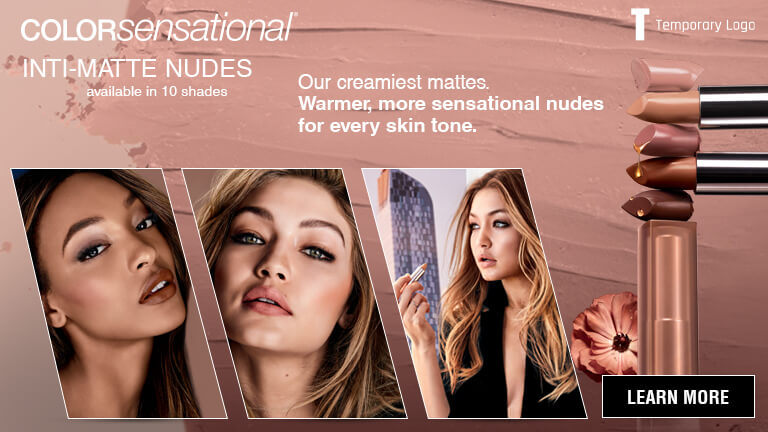 COLORsensational®
INTI-MATTE NUDES
available in 10 shades
T Temporary Logo
Our creamiest mattes.
Warmer, more sensational nudes
for every skin tone.
LEARN MORE